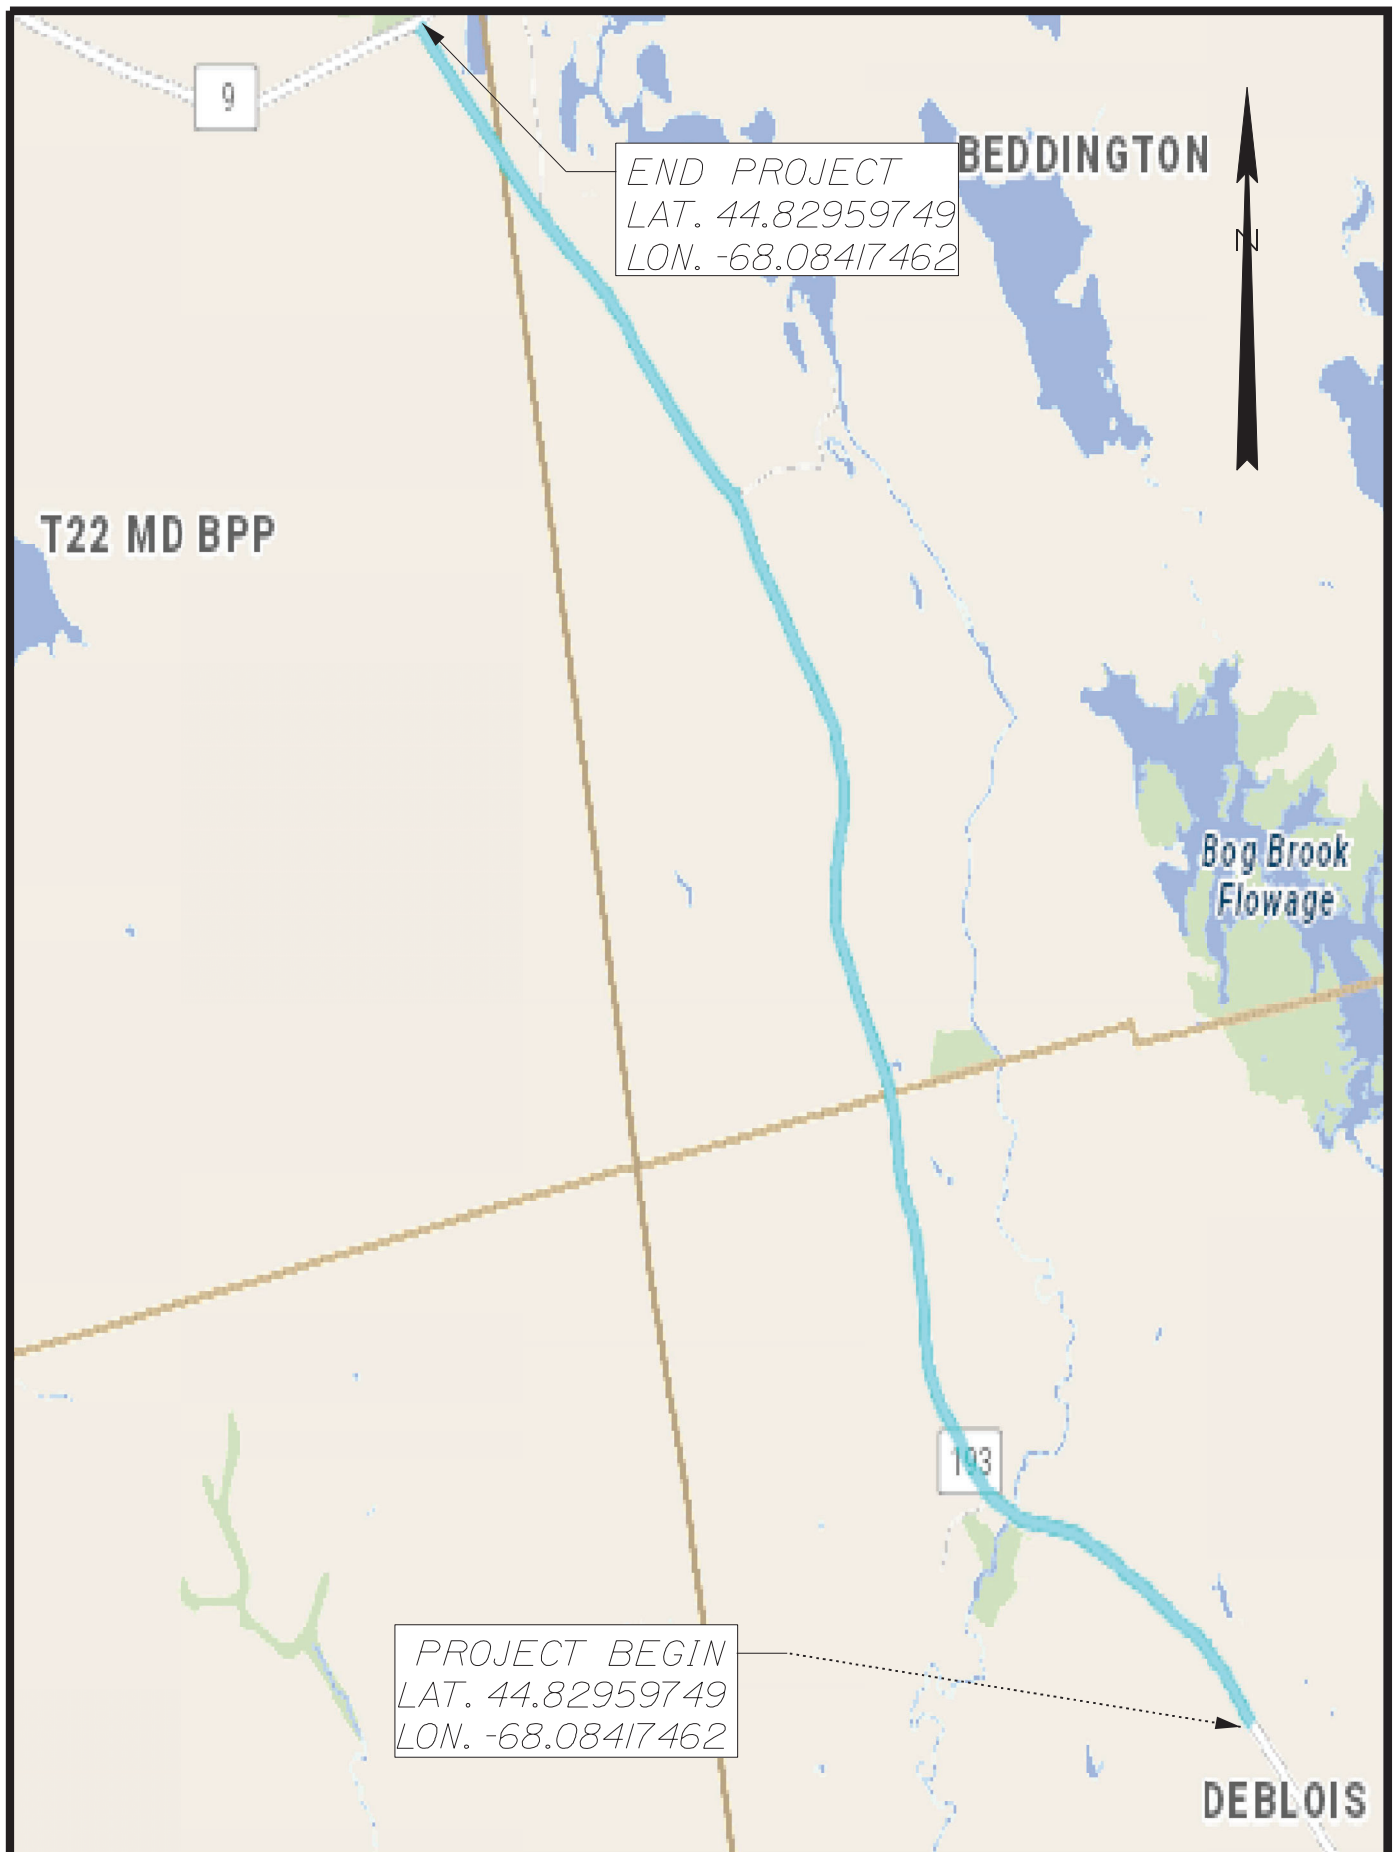 9
BEDDINGTON
END PROJECT
LAT. 44.82959749
LON. -68.08417462
N
T22 MD BPP
Bog Brook
Flowage
193
PROJECT BEGIN
LAT. 44.82959749
LON. -68.08417462
DEBLOIS